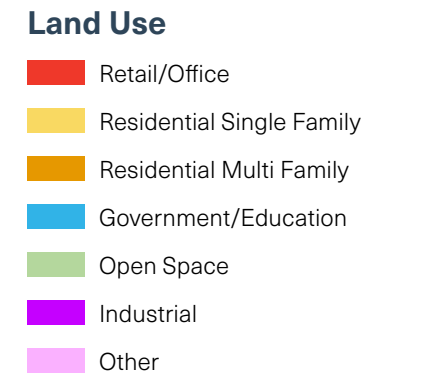 Land Use
Retail/Office
Residential Single Family
Residential Multi Family
Government/Education
Open Space
Industrial
Other